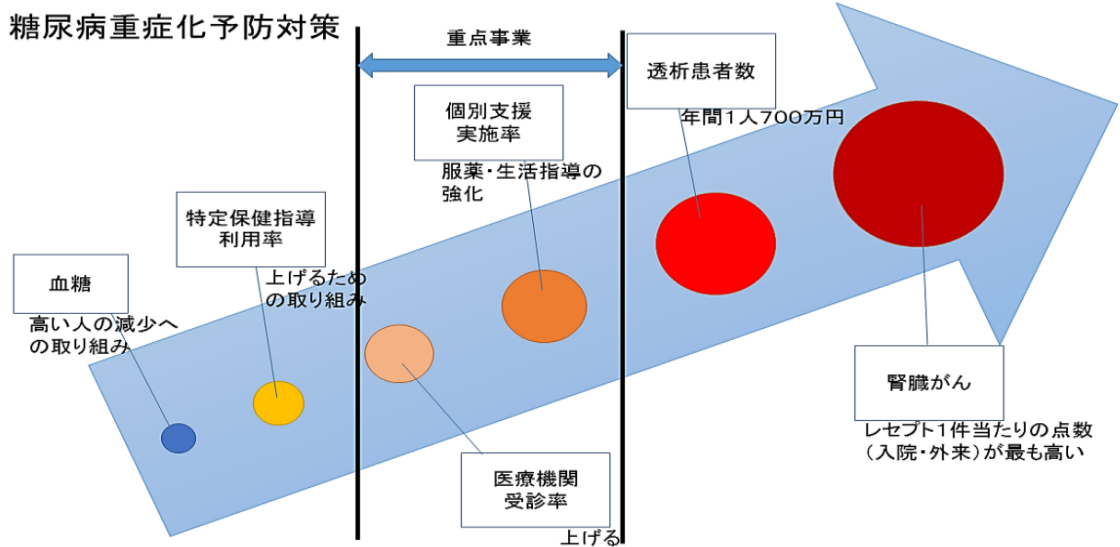 糖尿病重症化予防対策
重点事業
透析患者数
年間1人700万円
個別支援
実施率
服薬・生活指導の
強化
特定保健指導
利用率
上げるため
の取り組み
血糖
高い人の減少へ
の取り組み
医療機関
受診率
上げる
腎臓がん
レセプト1件当たりの点数
（入院・外来）が最も高い